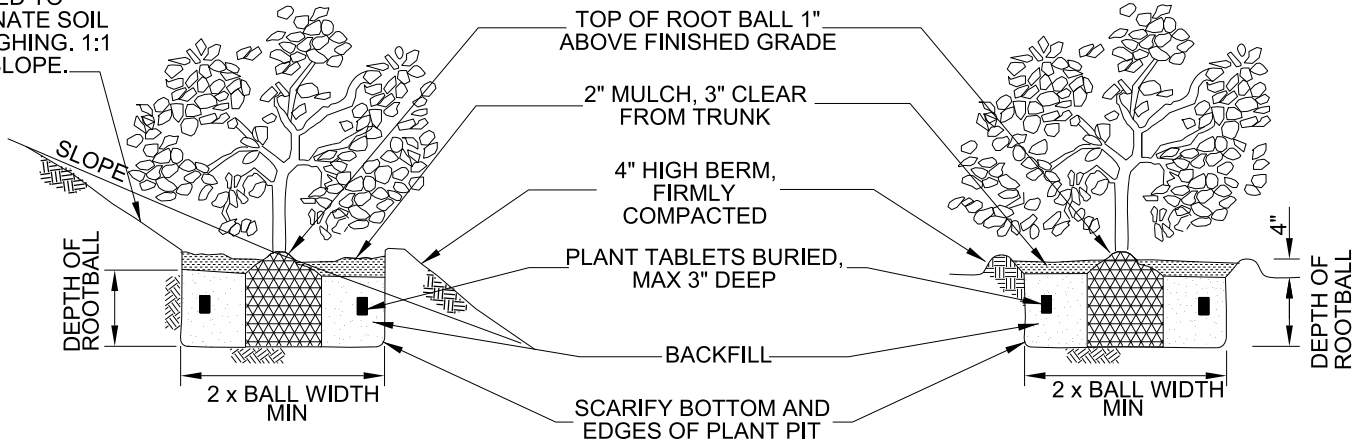 TO
NATE SOIL
GHING. 1:1
SLOPE.
SLOPE
DEPTH OF
ROOTBALL
2 x BALL WIDTH
MIN
TOP OF ROOT BALL 1"
ABOVE FINISHED GRADE
2" MULCH, 3" CLEAR
FROM TRUNK
4" HIGH BERM,
FIRMLY
COMPACTED
PLANT TABLETS BURIED,
MAX 3" DEEP
BACKFILL
SCARIFY BOTTOM AND
EDGES OF PLANT PIT
4"
DEPTH OF
ROOTBALL
2 x BALL WIDTH
MIN